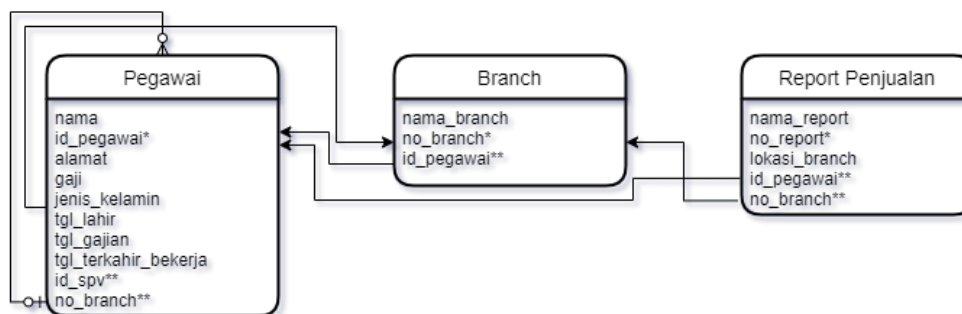 Pegawai
nama
id_pegawai*
alamat
gaji
jenis_kelamin
tgl_lahir
tgl_gajian
tgl_terkahir_bekerja
id_spv**
no_branch**
Branch
nama_branch
no_branch*
id_pegawai**
Report Penjualan
nama_report
no_report*
lokasi_branch
id_pegawai**
no_branch**